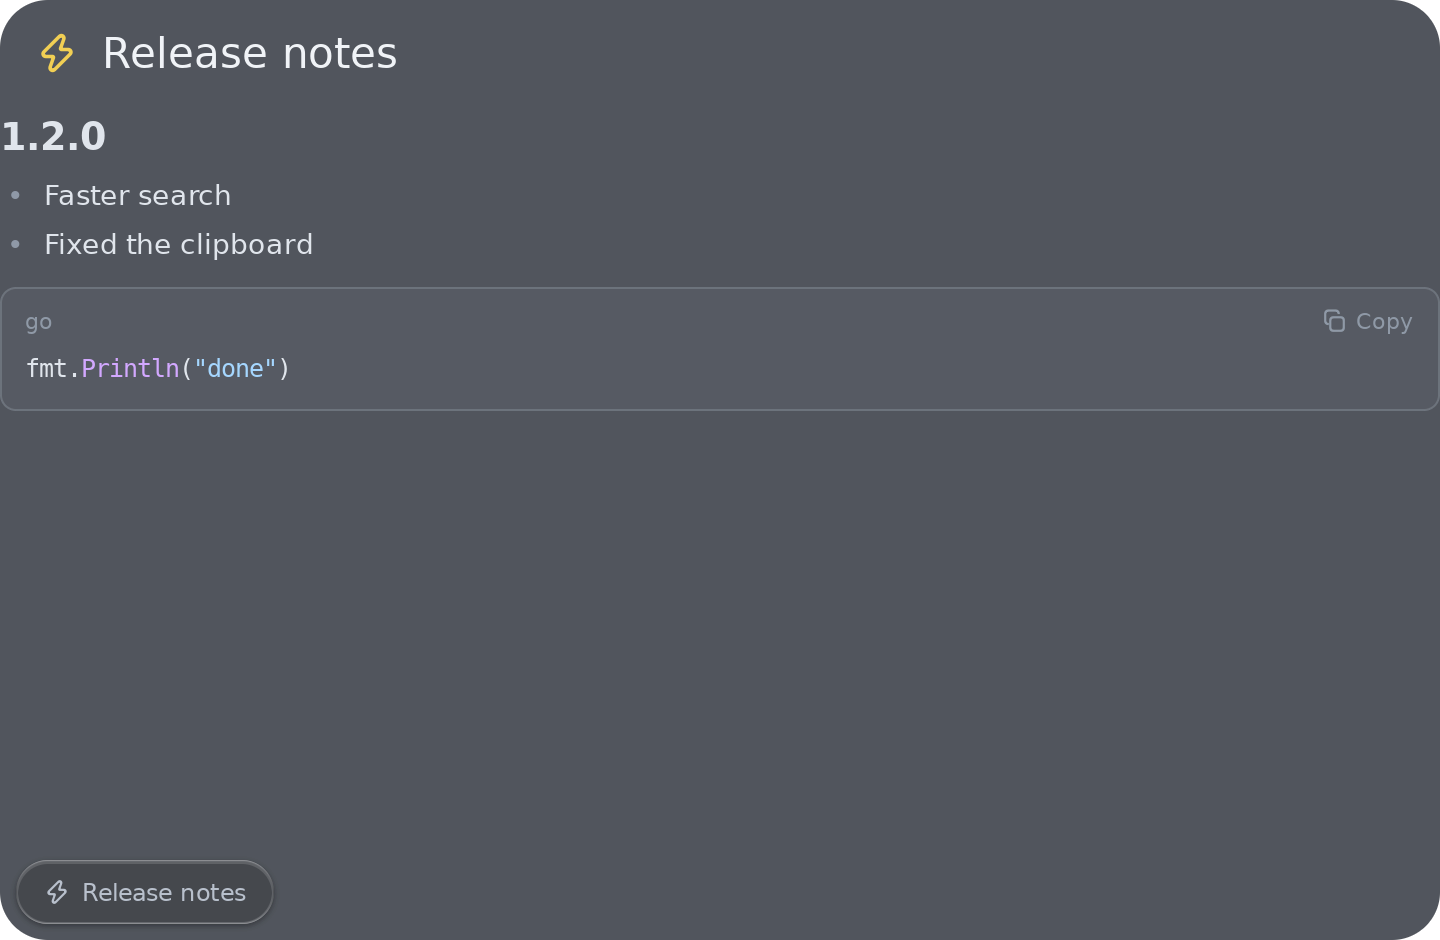 Release notes
1.2.0
• Faster search
• Fixed the clipboard
go
Copy
fmt.Println("done")
Release notes